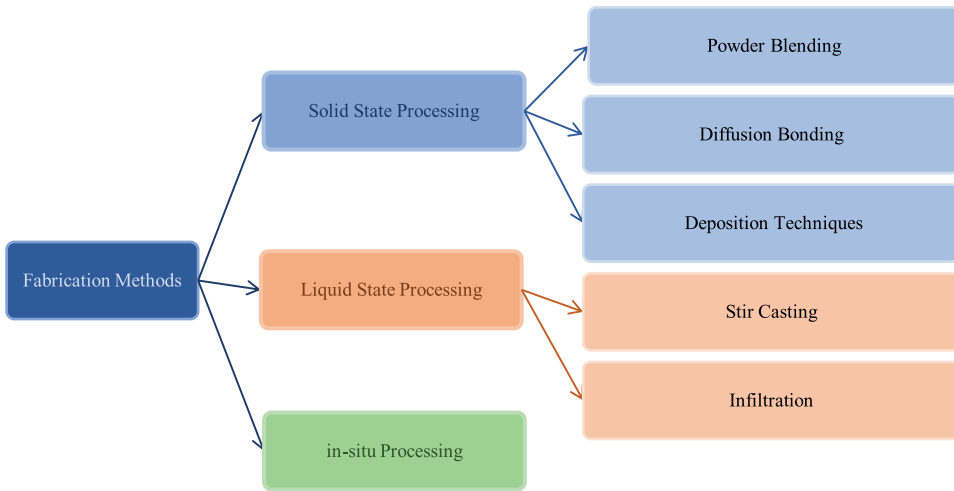 Fabrication Methods
Solid State Processing
Powder Blending
Diffusion Bonding
Deposition Techniques
Liquid State Processing
Stir Casting
Infiltration
in-situ Processing